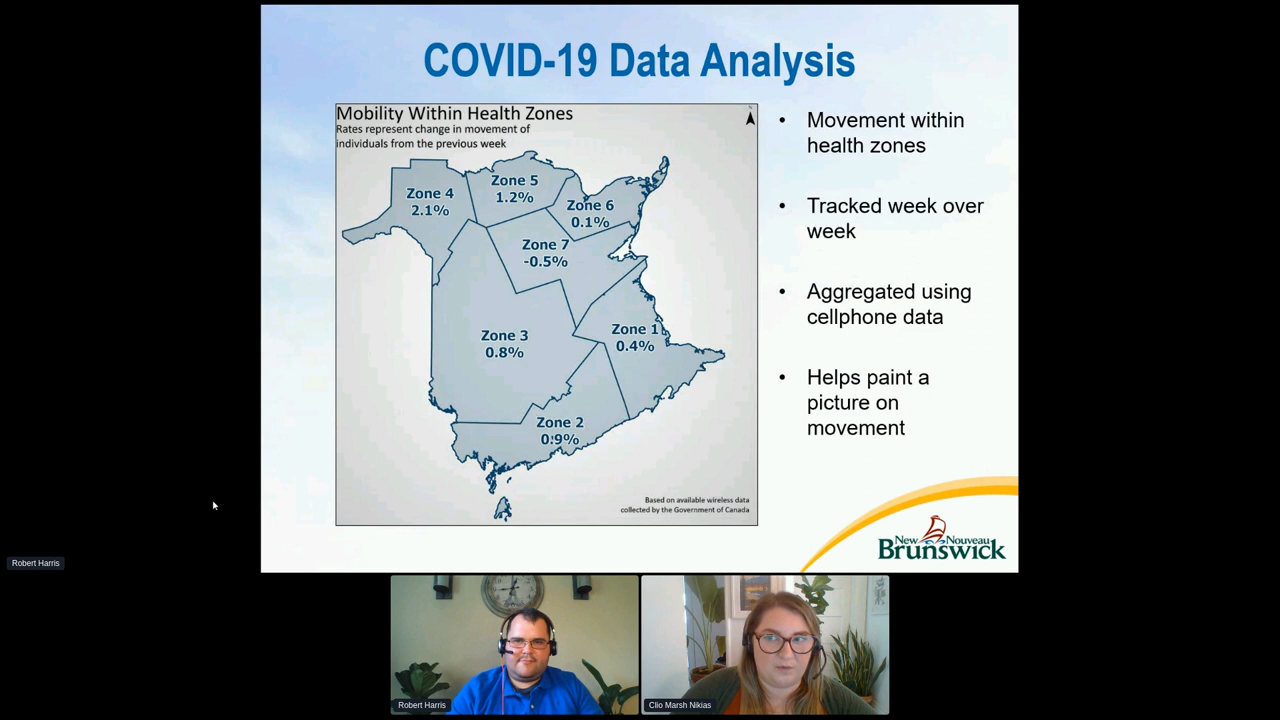 COVID-19 Data Analysis
Mobility Within Health Zones
Rates represent change in movement of
individuals from the previous week
Zone 4
2.1%
Zone 5
1.2%
Zone 6
0.1%
Zone 7
-0.5%
Zone 3
0.8%
Zone 1
0.4%
Zone 2
0.9%
Based on available wireless data
collected by the Government of Canada
• Movement within
health zones
• Tracked week over
week
• Aggregated using
cellphone data
• Helps paint a
picture on
movement
New Nouveau
Brunswick
Robert Harris
Robert Harris
Clio Marsh Nikias